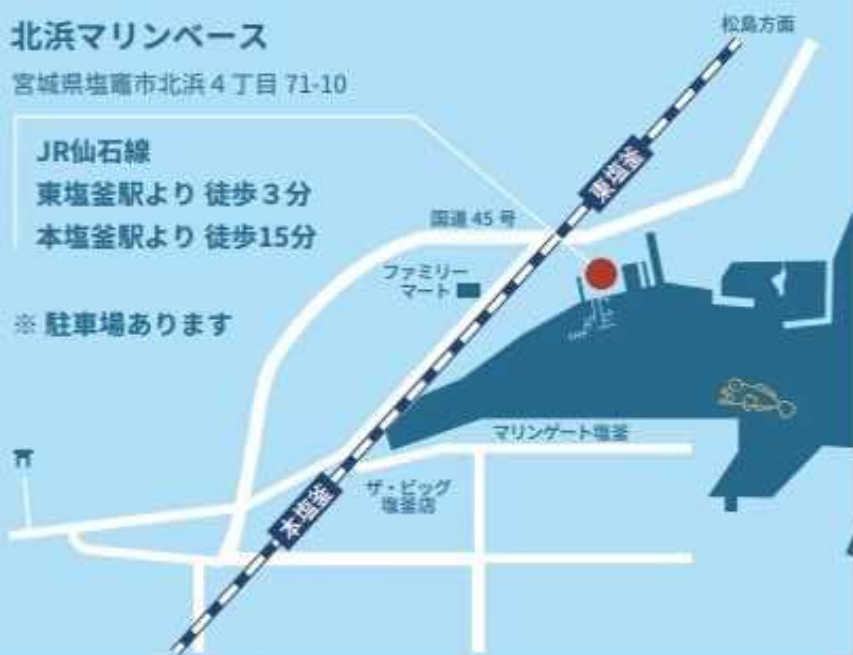 北浜マリンベース
宮城県塩竈市北浜４丁目 71-10
JR仙石線
東塩釜駅より 徒歩３分
本塩釜駅より 徒歩15分
※ 駐車場あります
松島方面
東塩釜
国道 45 号
ファミリー
マート
マリンゲート塩釜
ザ・ビッグ
塩釜店
本塩釜